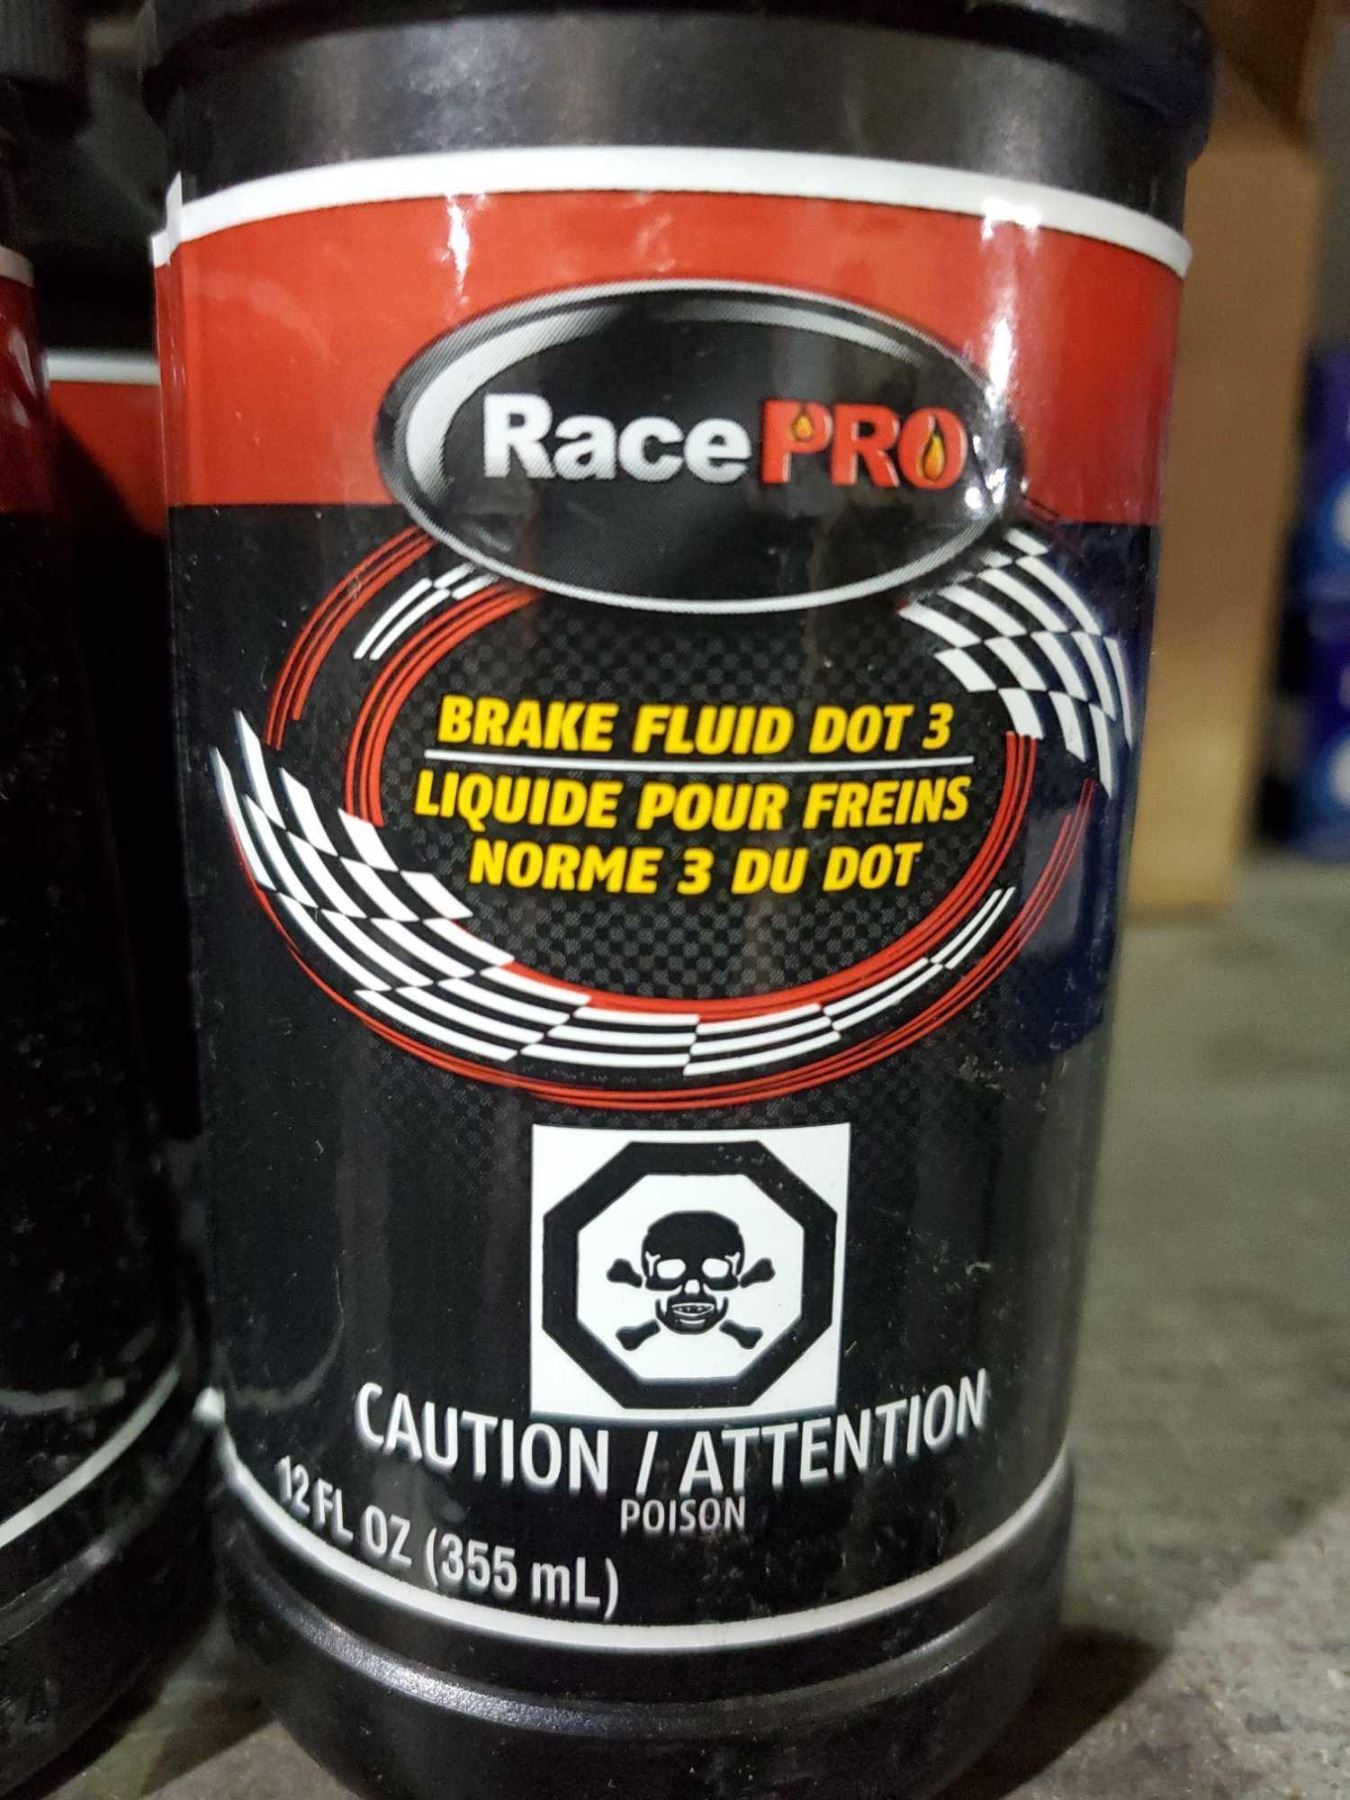 RacePRO
BRAKE FLUID DOT 3
LIQUIDE POUR FREINS
NORME 3 DU DOT
CAUTION / ATTENTION
POISON
12 FL OZ (355 mL)